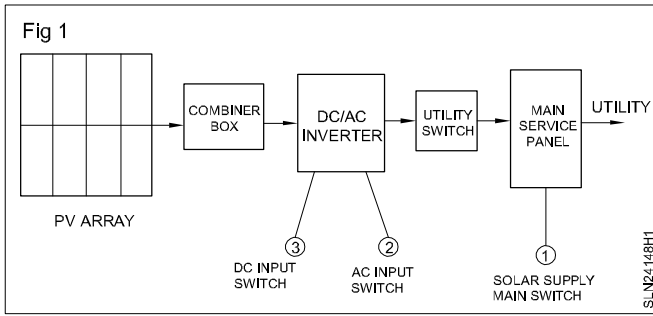 Fig 1
PV ARRAY
COMBINER
BOX
DC/AC
INVERTER
UTILITY
SWITCH
MAIN
SERVICE
PANEL
UTILITY
3
DC INPUT
SWITCH
2
AC INPUT
SWITCH
1
SOLAR SUPPLY
MAIN SWITCH
SLN24148H1